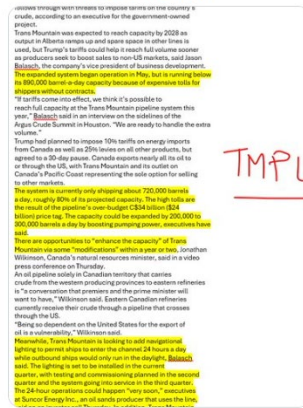 follows through with threats to impose tariffs on the country's
crude, according to an executive for the government-owned
project.
Trans Mountain was expected to reach capacity by 2028 as
output in Alberta ramps up and spare space in other lines is
used, but Trump's tariffs could help it reach full volume sooner
as producers seek to boost sales to non-US markets, said Jason
Balasch, the company's vice president of business development.
The expanded system began operation in May, but is running below
its 890,000 barrel-a-day capacity because of expensive tolls for
shippers without contracts.
"If tariffs come into effect, we think it's possible to
reach full capacity at the Trans Mountain pipeline system this
year," Balasch said in an interview on the sidelines of the
Argus Crude Summit in Houston. "We are ready to handle the extra
volume."
Trump had planned to impose 10% tariffs on energy imports
from Canada as well as 25% levies on all other products, but
agreed to a 30-day pause. Canada exports nearly all its oil to
or through the US, with Trans Mountain and its outlet on
Canada's Pacific Coast representing the sole option for selling
to other markets.
The system is currently only shipping about 720,000 barrels
a day, roughly 80% of its projected capacity. The high tolls are
the result of the pipeline's over-budget C$34 billion ($24
billion) price tag. The capacity could be expanded by 200,000 to
300,000 barrels a day by boosting pumping power, executives have
said.
There are opportunities to "enhance the capacity" of Trans
Mountain via some "modifications" within a year or two, Jonathan
Wilkinson, Canada's natural resources minister, said in a video
press conference on Thursday.
An oil pipeline solely in Canadian territory that carries
crude from the western producing provinces to eastern refineries
is "a conversation that premiers and the prime minister will
want to have," Wilkinson said. Eastern Canadian refineries
currently receive their crude through a pipeline that crosses
through the US.
"Being so dependent on the United States for the export of
oil is a vulnerability," Wilkinson said.
Meanwhile, Trans Mountain is looking to add navigational
lighting to permit ships to enter the channel 24 hours a day
while outbound ships would only run in the daylight, Balasch
said. The lighting is set to be installed in the current
quarter, with testing and commissioning planned in the second
quarter and the system going into service in the third quarter.
The 24-hour operations could happen "very soon," executives
at Suncor Energy Inc., an oil sands producer that uses the line,
TMPL